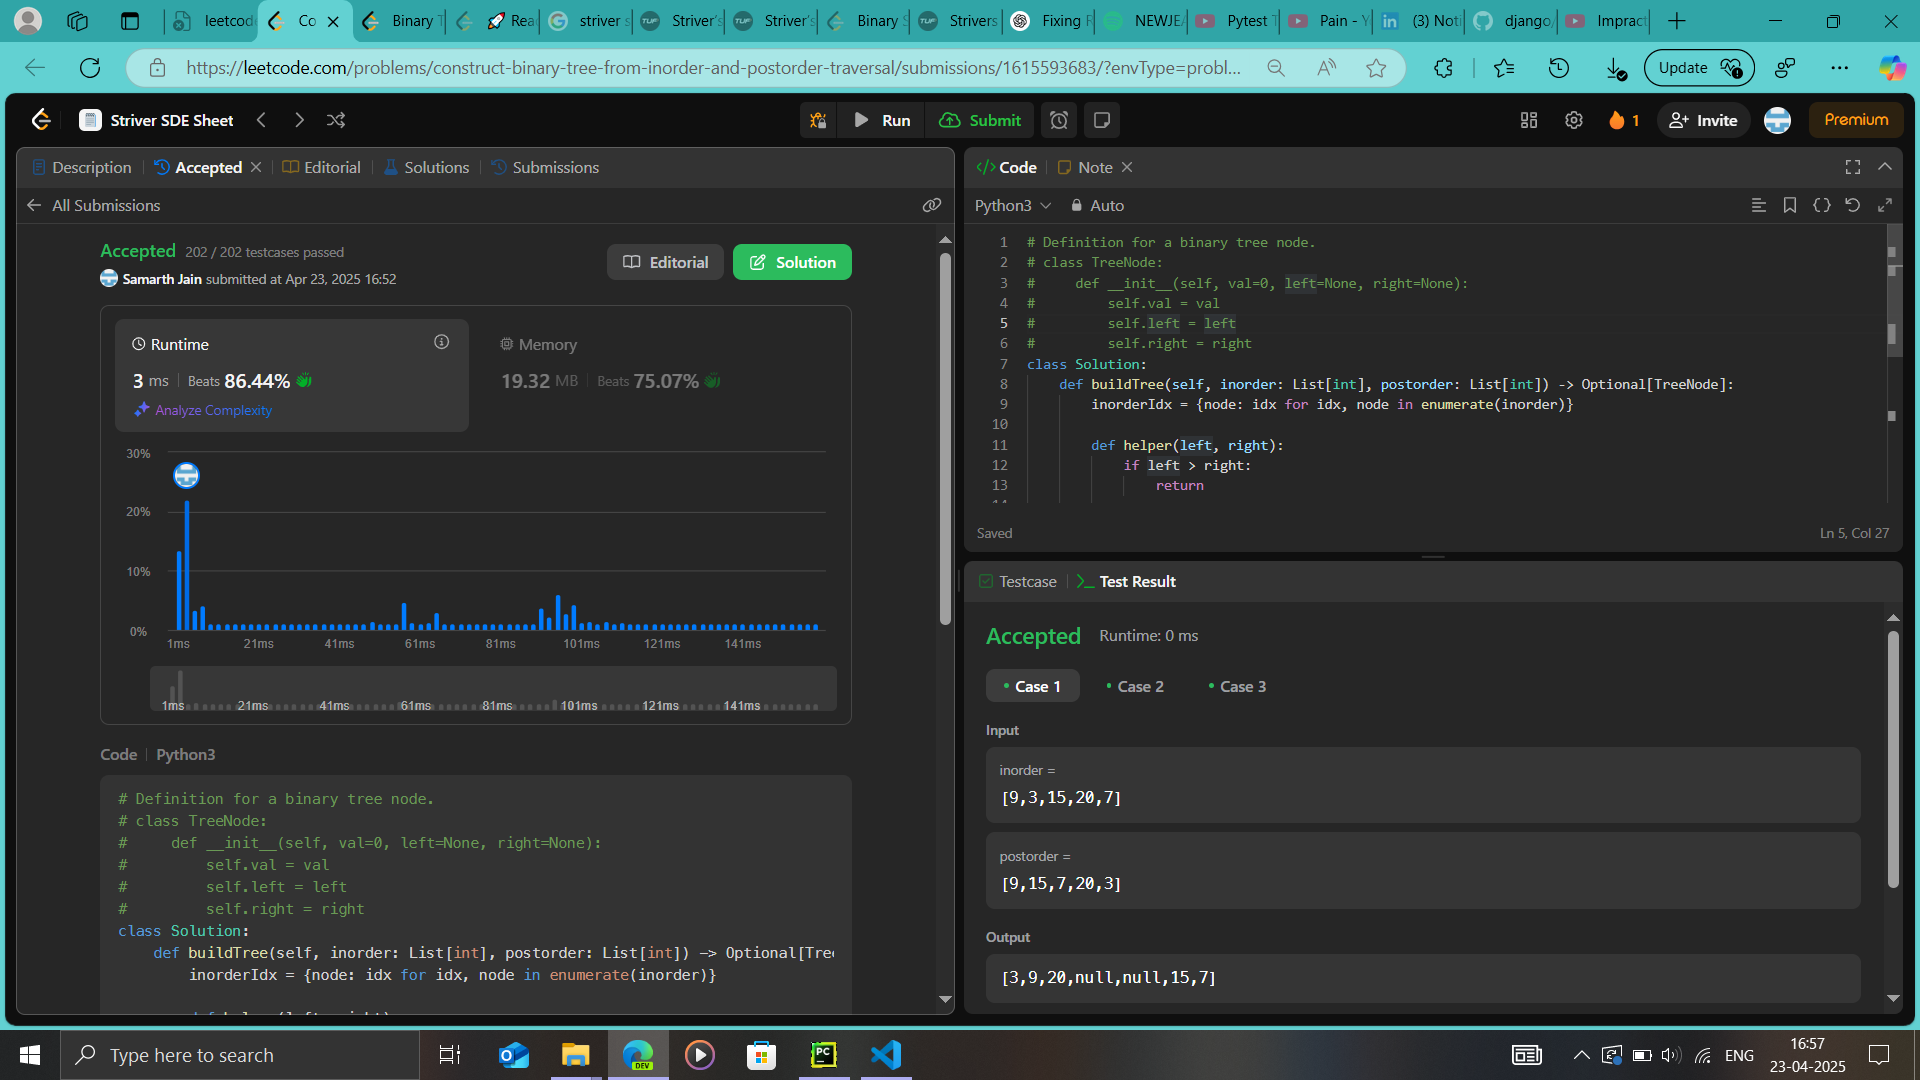 leetcode
Co
Binary T
🚀 Rea
striver s
Striver's
Striver's
Binary S
Strivers
Fixing R
NEWJEA
Pytest T
Pain - Y
(3) Noti
django/
Impract
https://leetcode.com/problems/construct-binary-tree-from-inorder-and-postorder-traversal/submissions/1615593683/?envType=probl...
Update
Striver SDE Sheet
Run
Submit
1
Invite
Premium
Description
Accepted
Editorial
Solutions
Submissions
All Submissions
Accepted 202 / 202 testcases passed
Samarth Jain submitted at Apr 23, 2025 16:52
Editorial
Solution
Runtime
3 ms | Beats 86.44%
Analyze Complexity
Memory
19.32 MB | Beats 75.07%
30%
20%
10%
0%
1ms 21ms 41ms 61ms 81ms 101ms 121ms 141ms
1ms 21ms 41ms 61ms 81ms 101ms 121ms 141ms
Code | Python3
# Definition for a binary tree node.
# class TreeNode:
#     def __init__(self, val=0, left=None, right=None):
#         self.val = val
#         self.left = left
#         self.right = right
class Solution:
    def buildTree(self, inorder: List[int], postorder: List[int]) -> Optional[Tree
        inorderIdx = {node: idx for idx, node in enumerate(inorder)}
Code
Note
Python3
Auto
1 # Definition for a binary tree node.
2 # class TreeNode:
3 #     def __init__(self, val=0, left=None, right=None):
4 #         self.val = val
5 #         self.left = left
6 #         self.right = right
7 class Solution:
8     def buildTree(self, inorder: List[int], postorder: List[int]) -> Optional[TreeNode]:
9         inorderIdx = {node: idx for idx, node in enumerate(inorder)}
10
11         def helper(left, right):
12             if left > right:
13                 return
Saved
Ln 5, Col 27
Testcase
Test Result
Accepted Runtime: 0 ms
Case 1
Case 2
Case 3
Input
inorder =
[9,3,15,20,7]
postorder =
[9,15,7,20,3]
Output
[3,9,20,null,null,15,7]
Type here to search
DEV
PC
ENG
16:57
23-04-2025